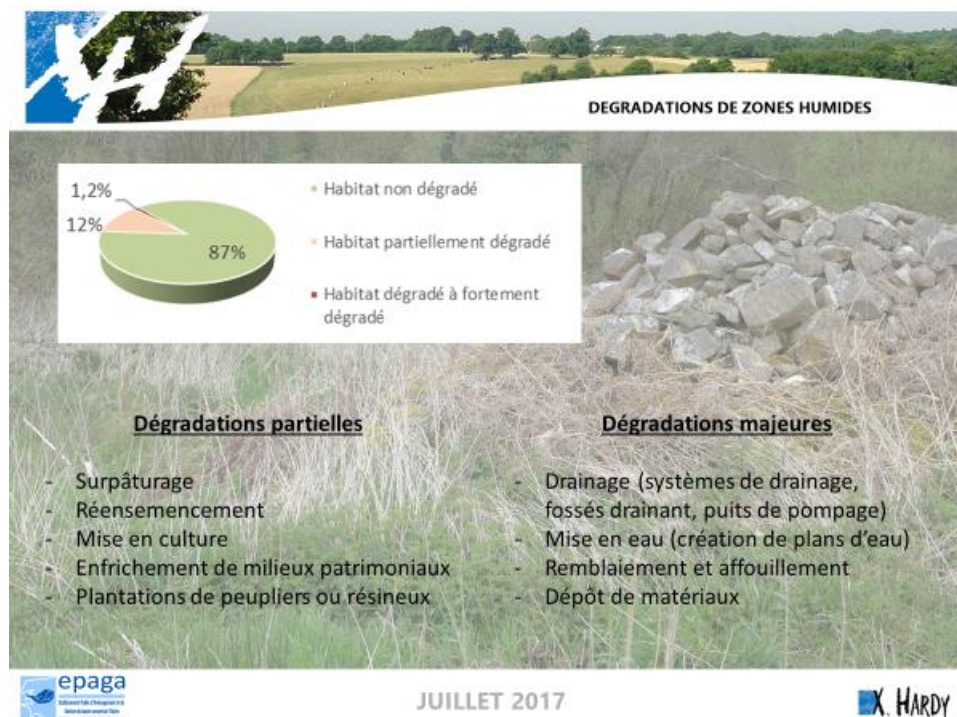 DEGRADATIONS DE ZONES HUMIDES
1,2%
12%
87%
Habitat non dégradé
Habitat partiellement dégradé
Habitat dégradé à fortement
dégradé
Dégradations partielles
- Surpâturage
- Réensemencement
- Mise en culture
- Enfrichement de milieux patrimoniaux
- Plantations de peupliers ou résineux
Dégradations majeures
- Drainage (systèmes de drainage,
fossés drainant, puits de pompage)
- Mise en eau (création de plans d'eau)
- Remblaiement et affouillement
- Dépôt de matériaux
epaga
JUILLET 2017
X. HARDY